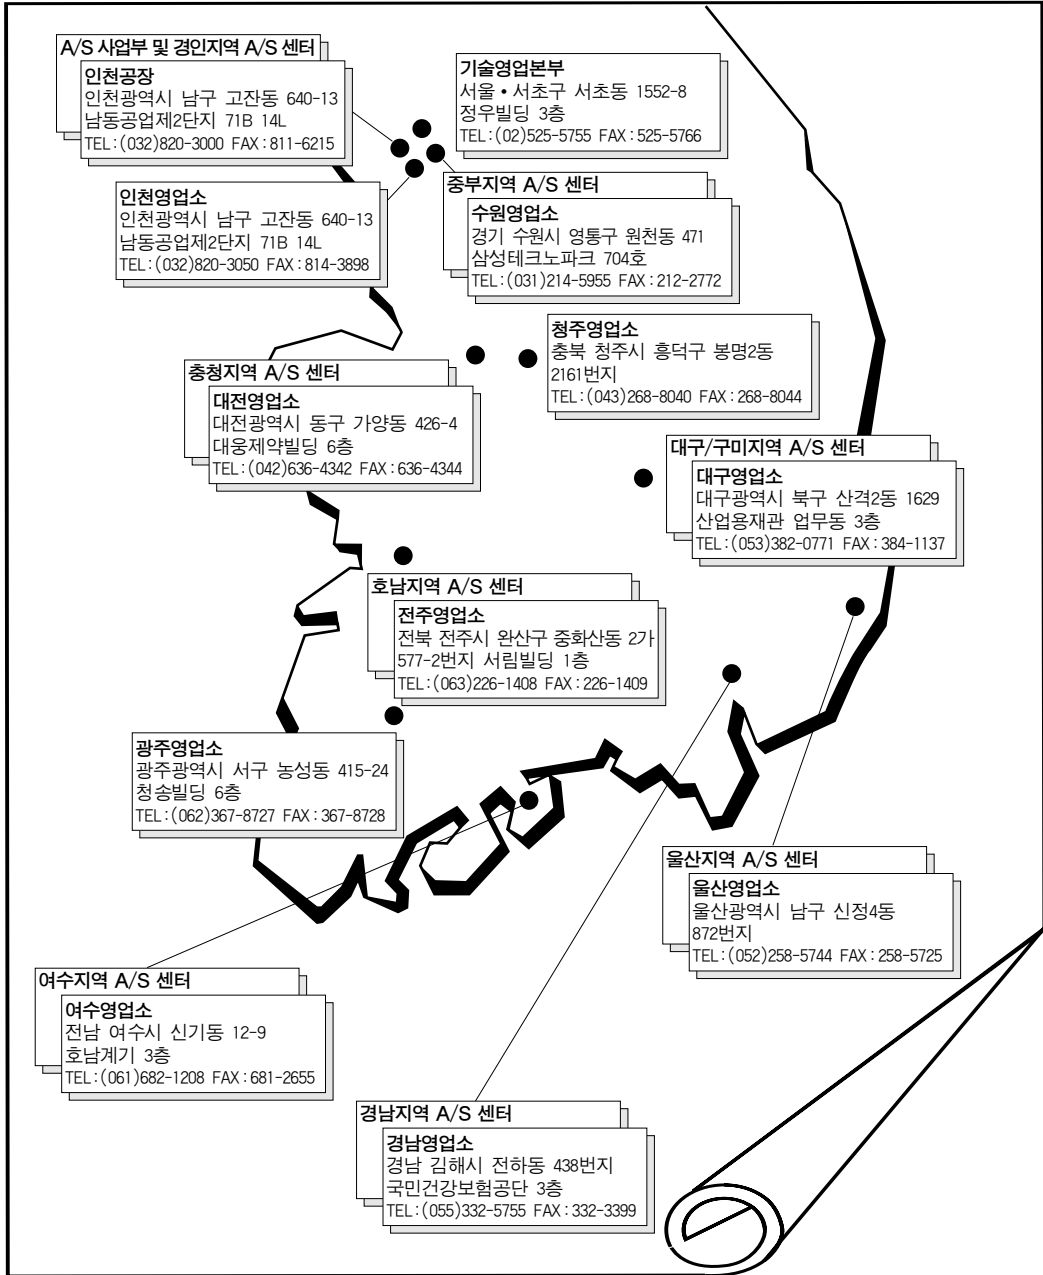 A/S 사업부 및 경인지역 A/S 센터
인천공장
인천광역시 남구 고잔동 640-13
남동공업제2단지 71B 14L
TEL:(032)820-3000 FAX:811-6215
기술영업본부
서울•서초구 서초동 1552-8
정우빌딩 3층
TEL:(02)525-5755 FAX:525-5766
인천영업소
인천광역시 남구 고잔동 640-13
남동공업제2단지 71B 14L
TEL:(032)820-3050 FAX:814-3898
중부지역 A/S 센터
수원영업소
경기 수원시 영통구 원천동 471
삼성테크노파크 704호
TEL:(031)214-5955 FAX:212-2772
청주영업소
충북 청주시 흥덕구 봉명2동
2161번지
TEL:(043)268-8040 FAX:268-8044
충청지역 A/S 센터
대전영업소
대전광역시 동구 가양동 426-4
대웅제약빌딩 6층
TEL:(042)636-4342 FAX:636-4344
대구/구미지역 A/S 센터
대구영업소
대구광역시 북구 산격2동 1629
산업용재관 업무동 3층
TEL:(053)382-0771 FAX:384-1137
호남지역 A/S 센터
전주영업소
전북 전주시 완산구 중화산동 2가
577-2번지 서림빌딩 1층
TEL:(063)226-1408 FAX:226-1409
광주영업소
광주광역시 서구 농성동 415-24
청송빌딩 6층
TEL:(062)367-8727 FAX:367-8728
울산지역 A/S 센터
울산영업소
울산광역시 남구 신정4동
872번지
TEL:(052)258-5744 FAX:258-5725
여수지역 A/S 센터
여수영업소
전남 여수시 신기동 12-9
호남계기 3층
TEL:(061)682-1208 FAX:681-2655
경남지역 A/S 센터
경남영업소
경남 김해시 전하동 438번지
국민건강보험공단 3층
TEL:(055)332-5755 FAX:332-3399